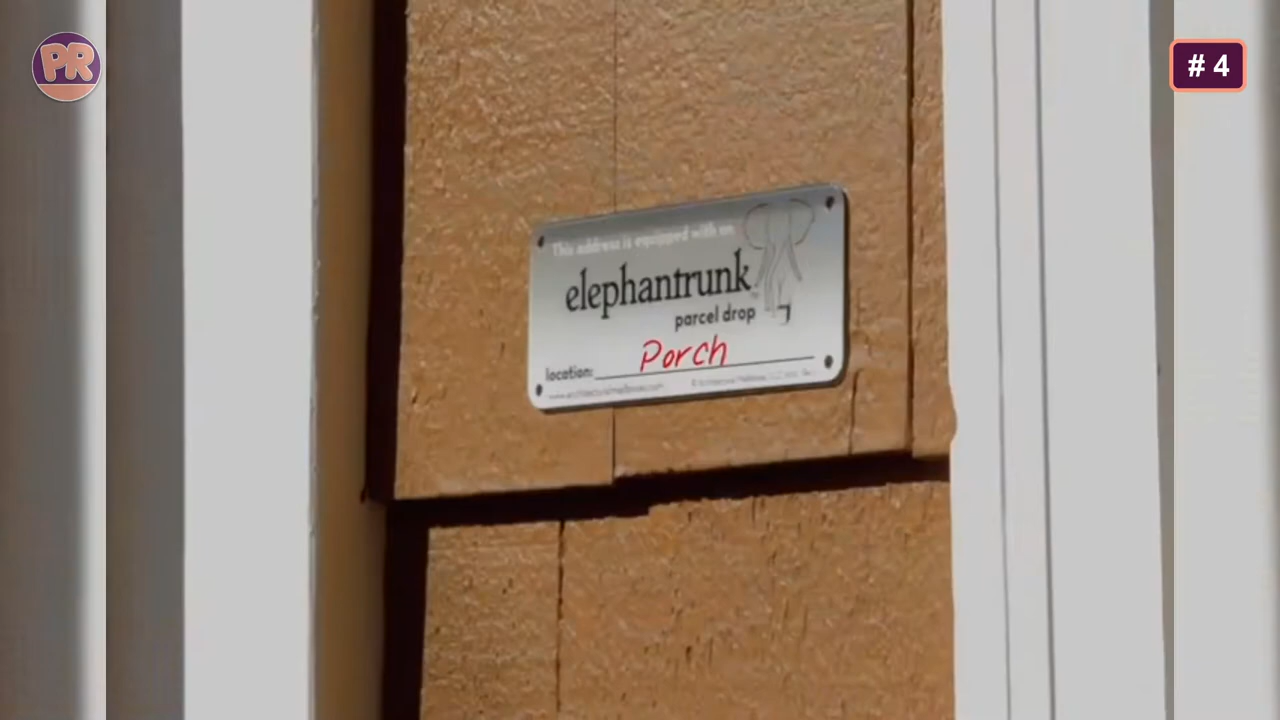 PR
# 4
This address is equipped with an
elephantrunk
parcel drop
location: Porch